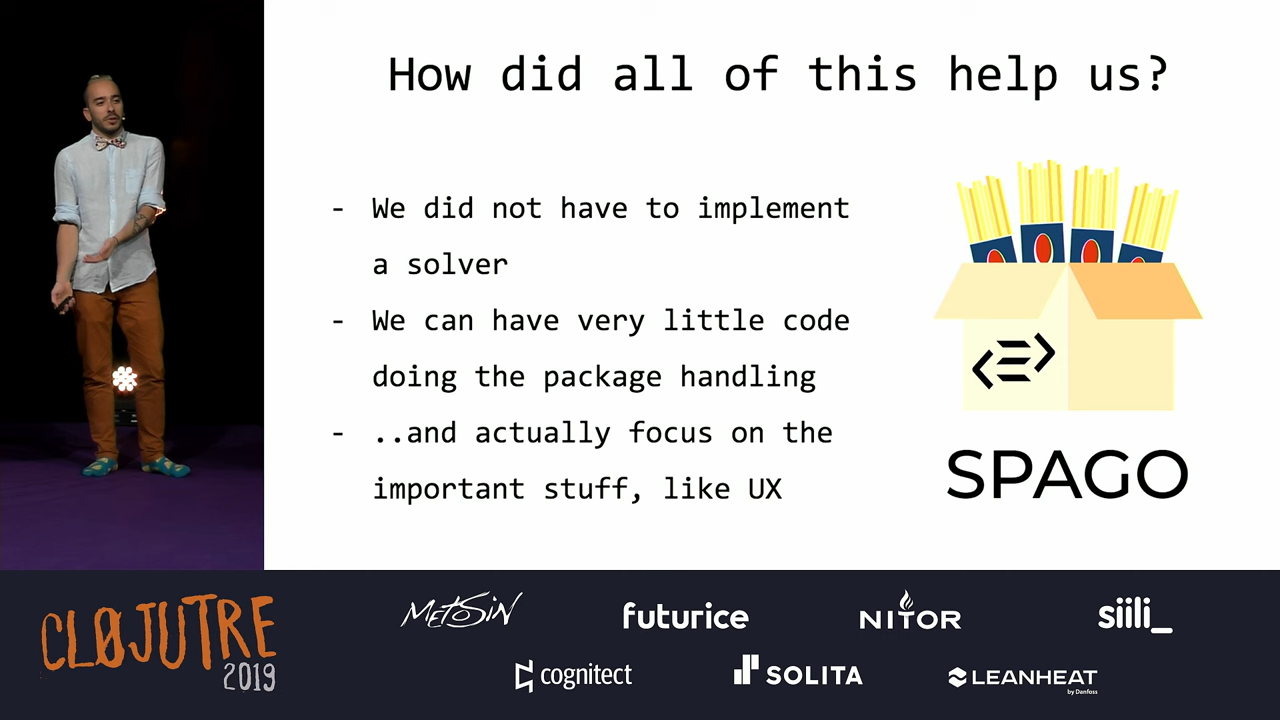 How did all of this help us?
- We did not have to implement
a solver
- We can have very little code
doing the package handling
- ..and actually focus on the
important stuff, like UX
SPAGO
CLØJUTRE
2019
METOSIN
futurice
NITOR
siili_
cognitect
SOLITA
LEANHEAT
by Danfoss